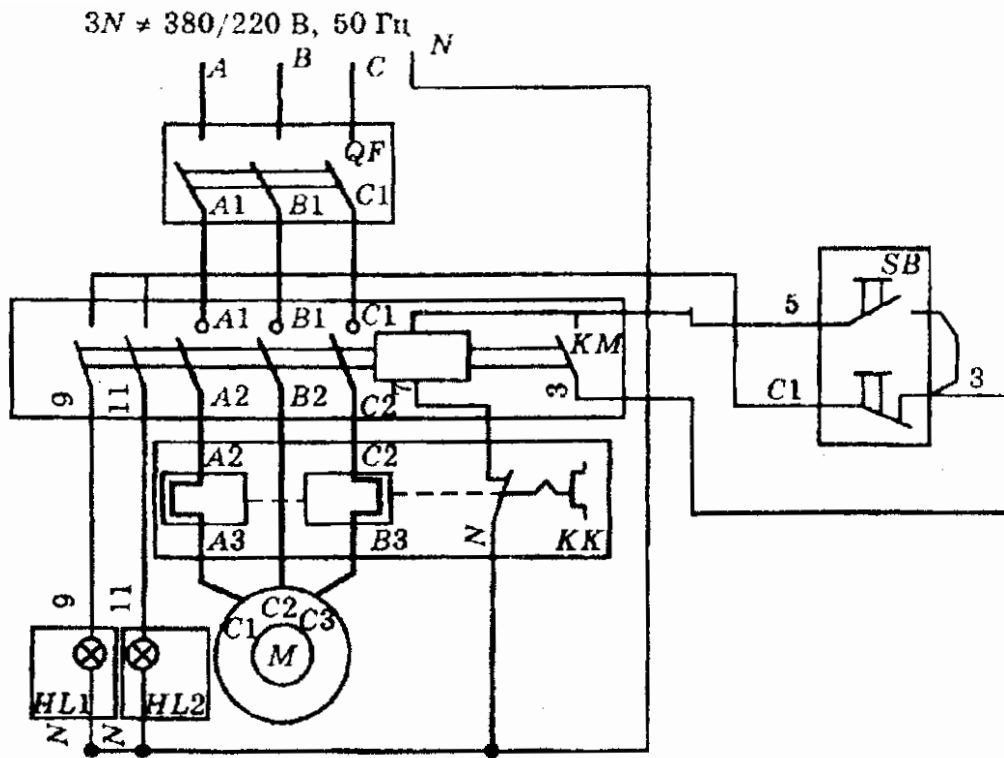 3N ≠ 380/220 В, 50 Гц
N
A B C
QF
A1 B1 C1
SB
A1 B1 C1
5
KM
7
3
C1
3
9 11
A2 B2 C2
A2 C2
N
A3 B3 KK
9 11
C1 C2 C3
M
HL1 HL2
N N